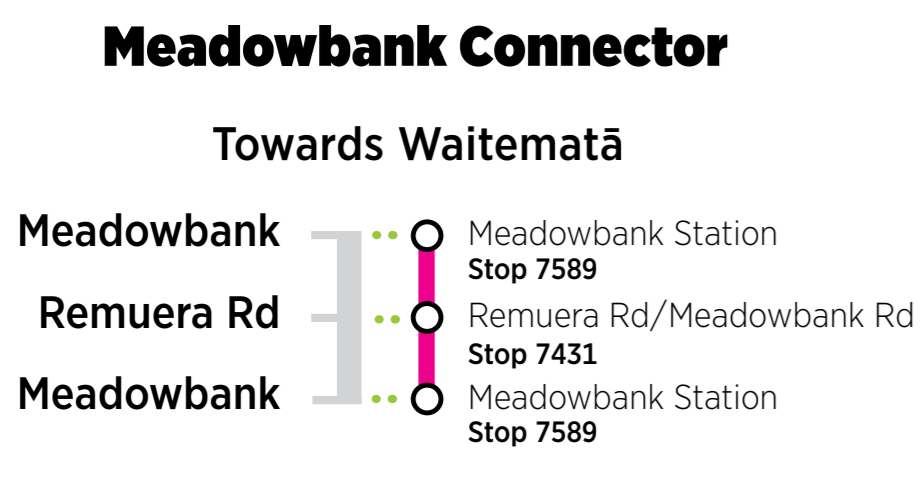 Meadowbank Connector
Towards Waitematā
Meadowbank
Meadowbank Station
Stop 7589
Remuera Rd
Remuera Rd/Meadowbank Rd
Stop 7431
Meadowbank
Meadowbank Station
Stop 7589